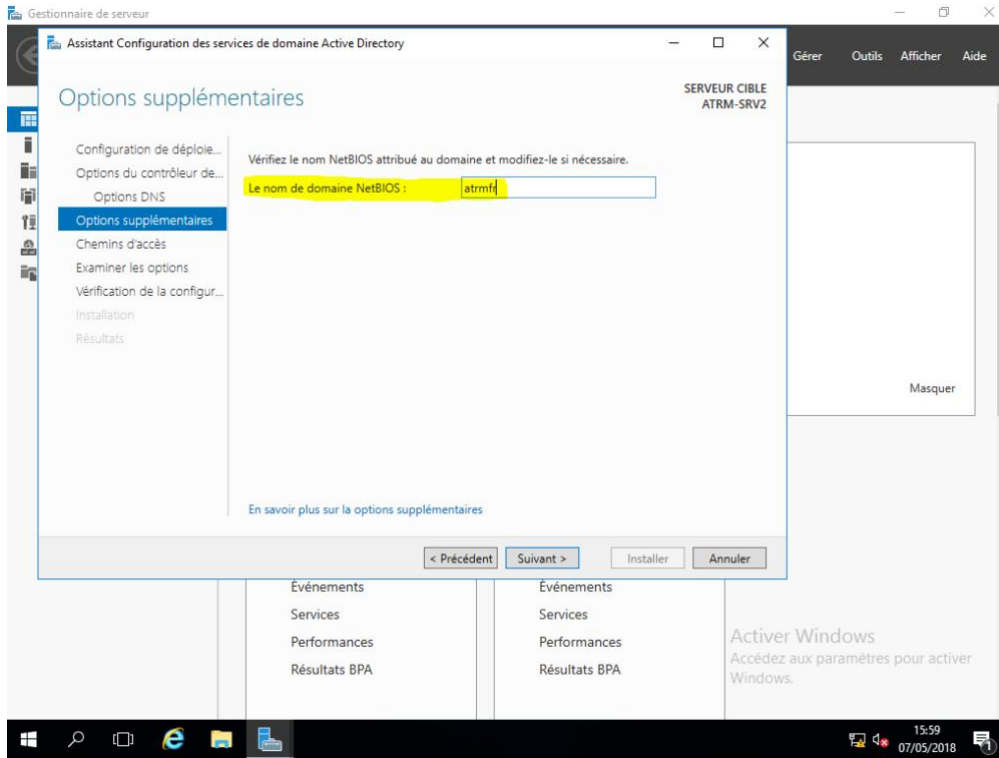 Gestionnaire de serveur
Assistant Configuration des services de domaine Active Directory
Gérer Outils Afficher Aide
Options supplémentaires
SERVEUR CIBLE
ATRM-SRV2
Configuration de déploie...
Options du contrôleur de...
Options DNS
Options supplémentaires
Chemins d'accès
Examiner les options
Vérification de la configur...
Installation
Résultats
Vérifiez le nom NetBIOS attribué au domaine et modifiez-le si nécessaire.
Le nom de domaine NetBIOS : atrmfr
En savoir plus sur la options supplémentaires
Masquer
< Précédent Suivant > Installer Annuler
Événements
Services
Performances
Résultats BPA
Événements
Services
Performances
Résultats BPA
Activer Windows
Accédez aux paramètres pour activer
Windows.
15:59
07/05/2018
1